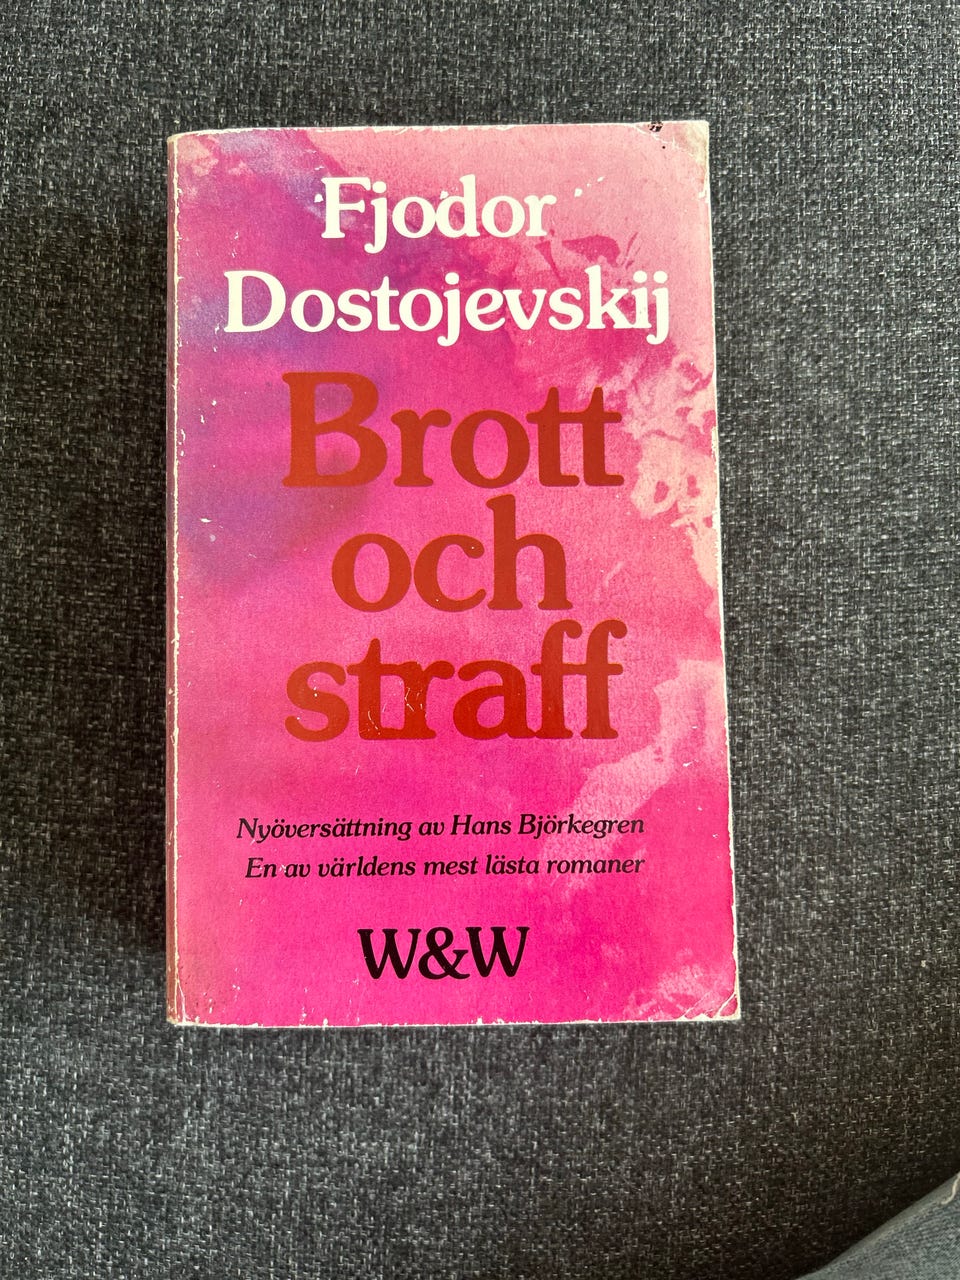 Fjodor
Dostojevskij
Brott
och
straff
Nyöversättning av Hans Björkegren
En av världens mest lästa romaner
W&W